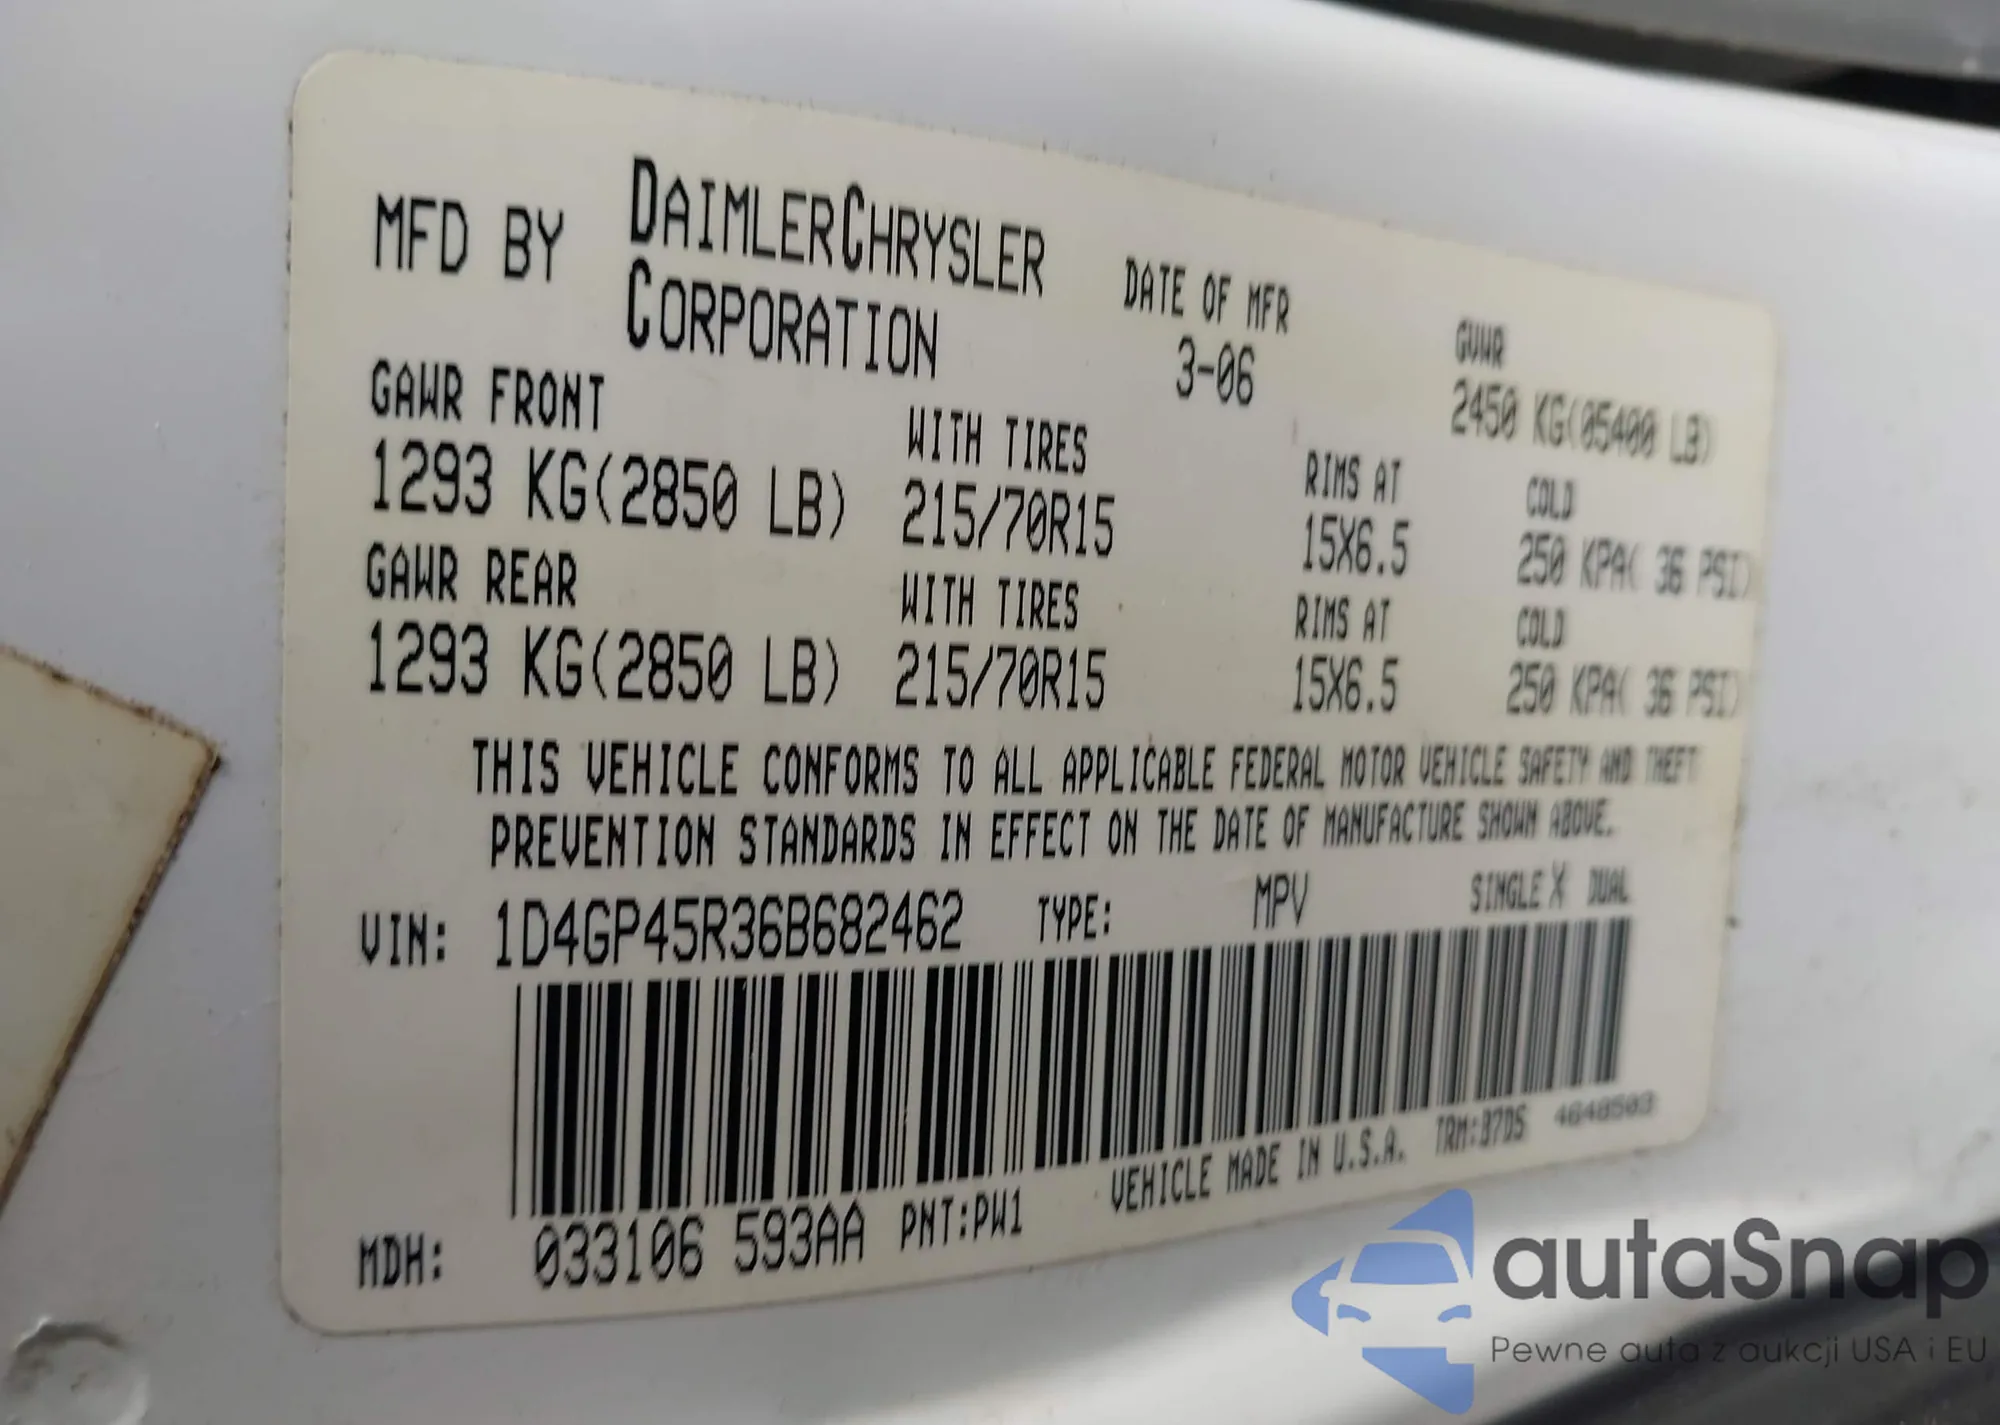 MFD BY DAIMLERCHRYSLER CORPORATION
DATE OF MFR
3-06
GVWR
2450 KG(05400 LB)
GAWR FRONT
1293 KG(2850 LB)
WITH TIRES
215/70R15
RIMS AT
15X6.5
COLD
250 KPA( 36 PSI)
GAWR REAR
1293 KG(2850 LB)
WITH TIRES
215/70R15
RIMS AT
15X6.5
COLD
250 KPA( 36 PSI)
THIS VEHICLE CONFORMS TO ALL APPLICABLE FEDERAL MOTOR VEHICLE SAFETY AND THEFT
PREVENTION STANDARDS IN EFFECT ON THE DATE OF MANUFACTURE SHOWN ABOVE.
VIN: 1D4GP45R36B682462 TYPE: MPV SINGLE X DUAL
MDH: 033106 593AA PNT:PW1 VEHICLE MADE IN U.S.A. TRM:B7DS 4648503
autaSnap
Pewne auta z aukcji USA i EU